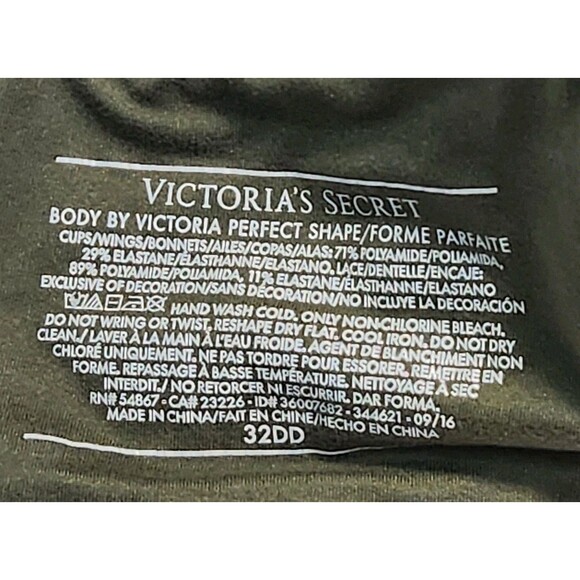 VICTORIA'S SECRET
BODY BY VICTORIA PERFECT SHAPE/FORME PARFAITE
CUPS/WINGS/BONNETS/AILES/COPAS/ALAS: 71% POLYAMIDE/POLIAMIDA,
29% ELASTANE/ÉLASTHANNE/ELASTANO. LACE/DENTELLE/ENCAJE:
89% POLYAMIDE/POLIAMIDA, 11% ELASTANE/ÉLASTHANNE/ELASTANO
EXCLUSIVE OF DECORATION/SANS DÉCORATION/NO INCLUYE LA DECORACIÓN
HAND WASH COLD. ONLY NON-CHLORINE BLEACH.
DO NOT WRING OR TWIST. RESHAPE DRY FLAT. COOL IRON. DO NOT DRY
CLEAN./ LAVER À LA MAIN À L'EAU FROIDE. AGENT DE BLANCHIMENT NON
CHLORÉ UNIQUEMENT. NE PAS TORDRE POUR ESSORER. REMETTRE EN
FORME. REPASSAGE À BASSE TEMPÉRATURE. NETTOYAGE À SEC
INTERDIT./ NO RETORCER NI ESCURRIR. DAR FORMA.
RN# 54867 - CA# 23226 - ID# 36007682 - 344621 - 09/16
MADE IN CHINA/FAIT EN CHINE/HECHO EN CHINA
32DD